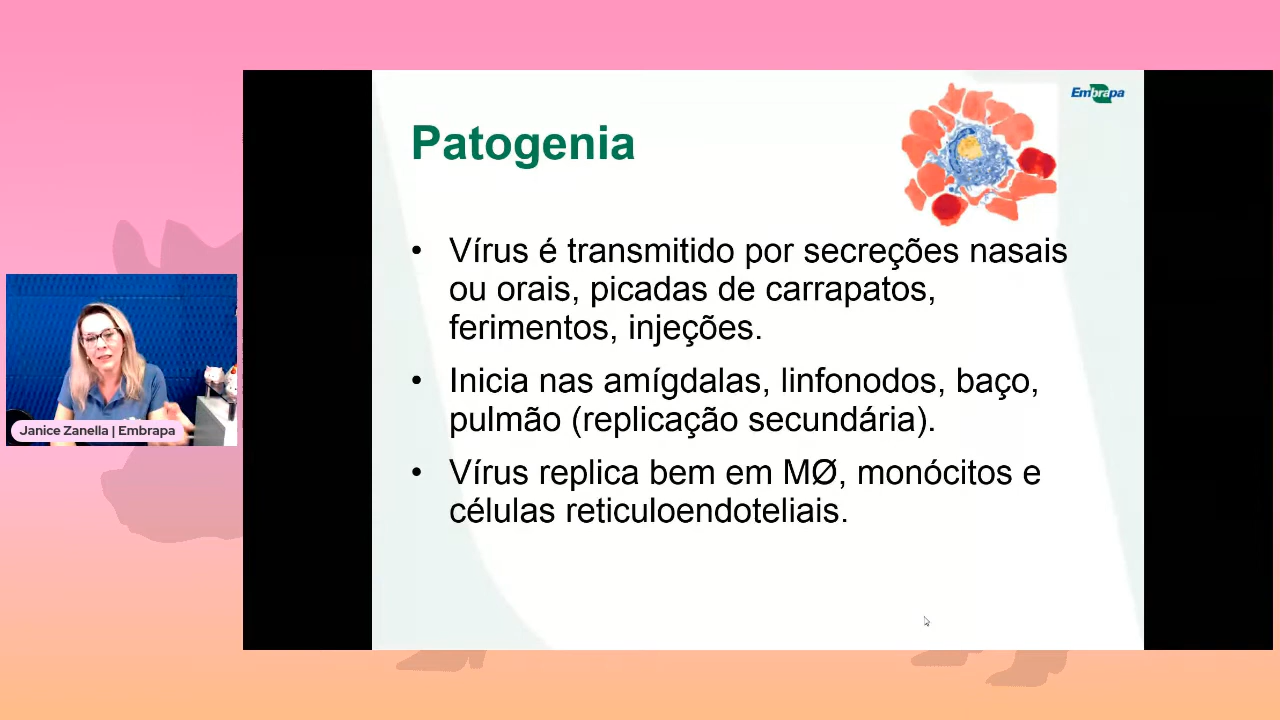 Embrapa
Patogenia
• Vírus é transmitido por secreções nasais
ou orais, picadas de carrapatos,
ferimentos, injeções.
• Inicia nas amígdalas, linfonodos, baço,
pulmão (replicação secundária).
• Vírus replica bem em MØ, monócitos e
células reticuloendoteliais.
Janice Zanella | Embrapa